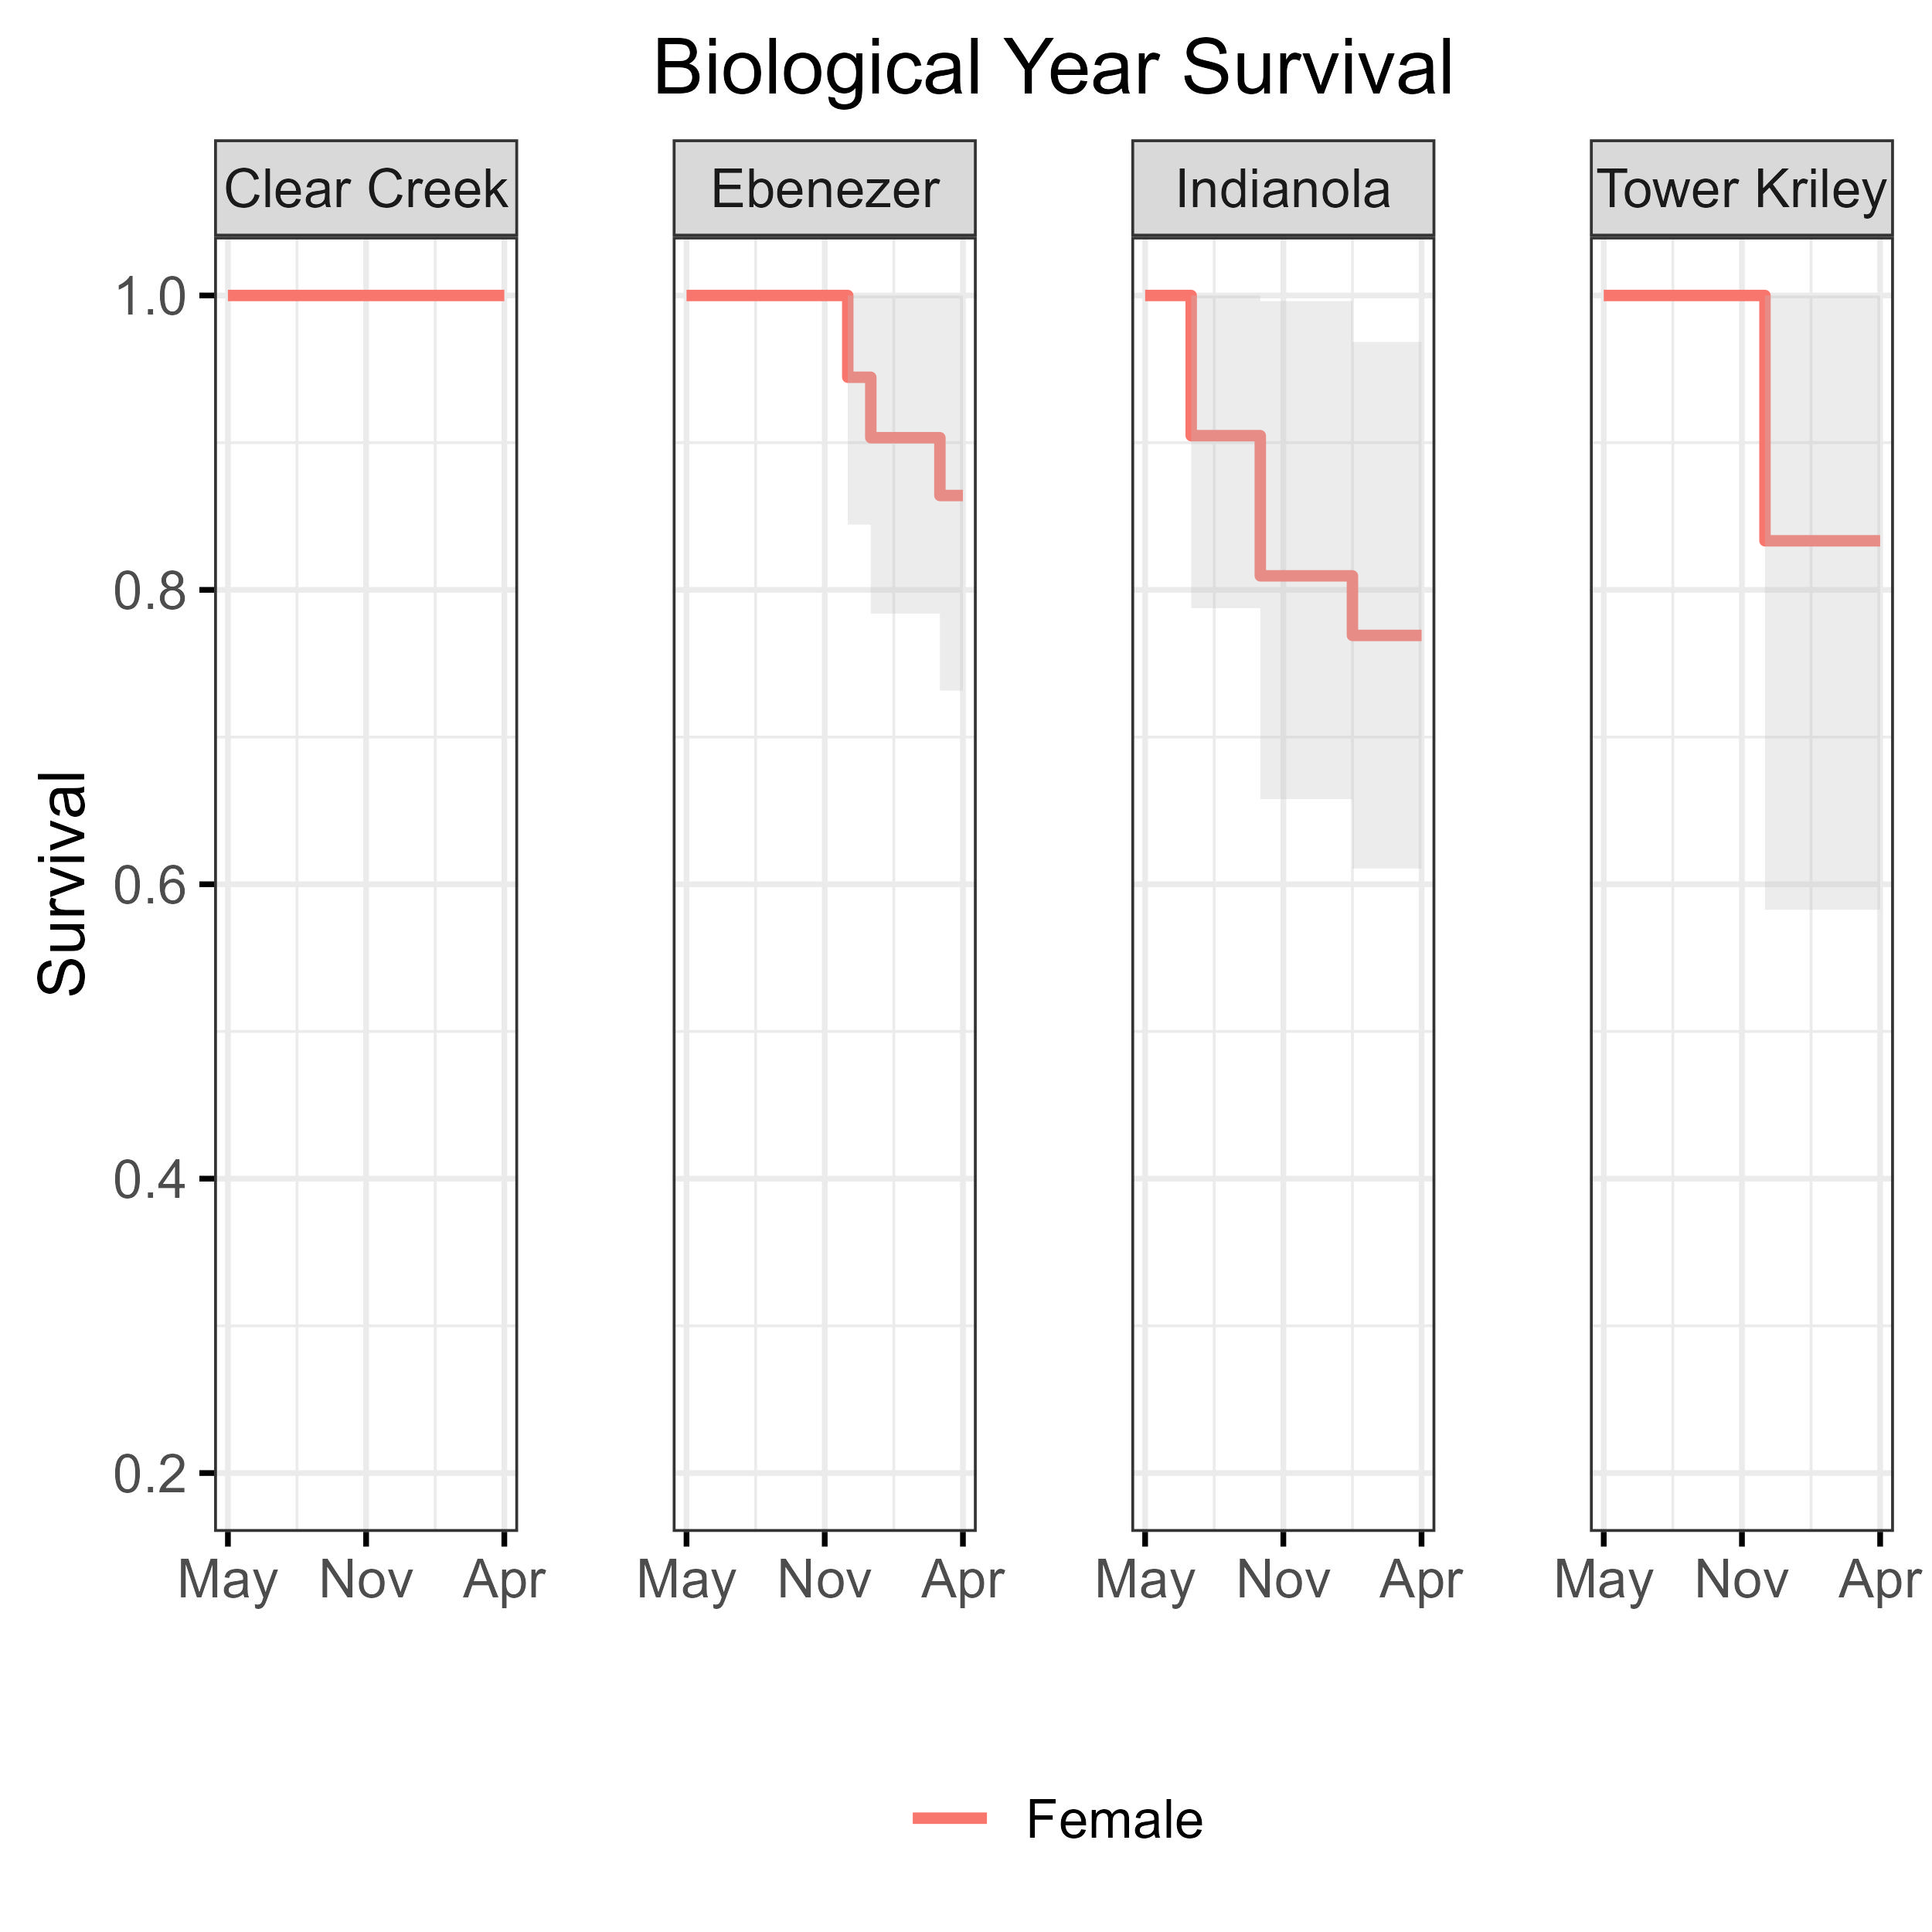 Biological Year Survival
Clear Creek Ebenezer Indianola Tower Kriley
Survival
1.0
0.8
0.6
0.4
0.2
May Nov Apr May Nov Apr May Nov Apr May Nov Apr
Female